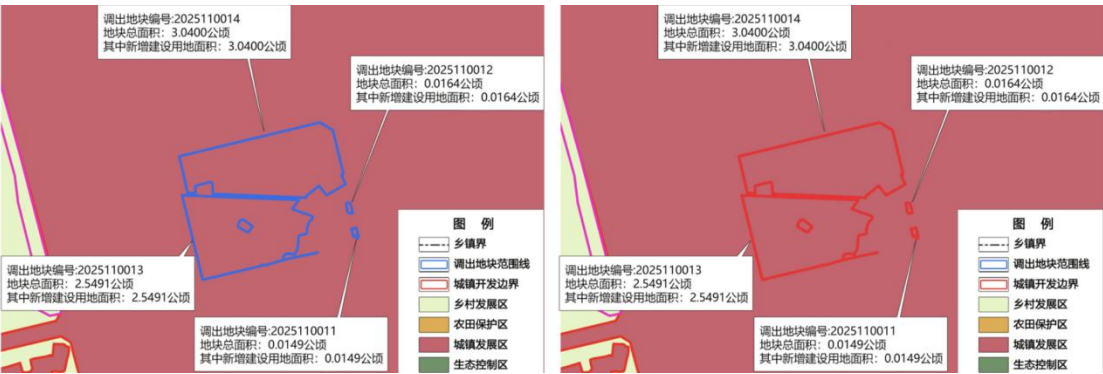 调出地块编号:2025110014
地块总面积：3.0400公顷
其中新增建设用地面积：3.0400公顷
调出地块编号:2025110012
地块总面积：0.0164公顷
其中新增建设用地面积：0.0164公顷
调出地块编号:2025110013
地块总面积：2.5491公顷
其中新增建设用地面积：2.5491公顷
调出地块编号:2025110011
地块总面积：0.0149公顷
其中新增建设用地面积：0.0149公顷
图 例
乡镇界
调出地块范围线
城镇开发边界
乡村发展区
农田保护区
城镇发展区
生态控制区
调出地块编号:2025110014
地块总面积：3.0400公顷
其中新增建设用地面积：3.0400公顷
调出地块编号:2025110012
地块总面积：0.0164公顷
其中新增建设用地面积：0.0164公顷
调出地块编号:2025110013
地块总面积：2.5491公顷
其中新增建设用地面积：2.5491公顷
调出地块编号:2025110011
地块总面积：0.0149公顷
其中新增建设用地面积：0.0149公顷
图 例
乡镇界
调出地块范围线
城镇开发边界
乡村发展区
农田保护区
城镇发展区
生态控制区